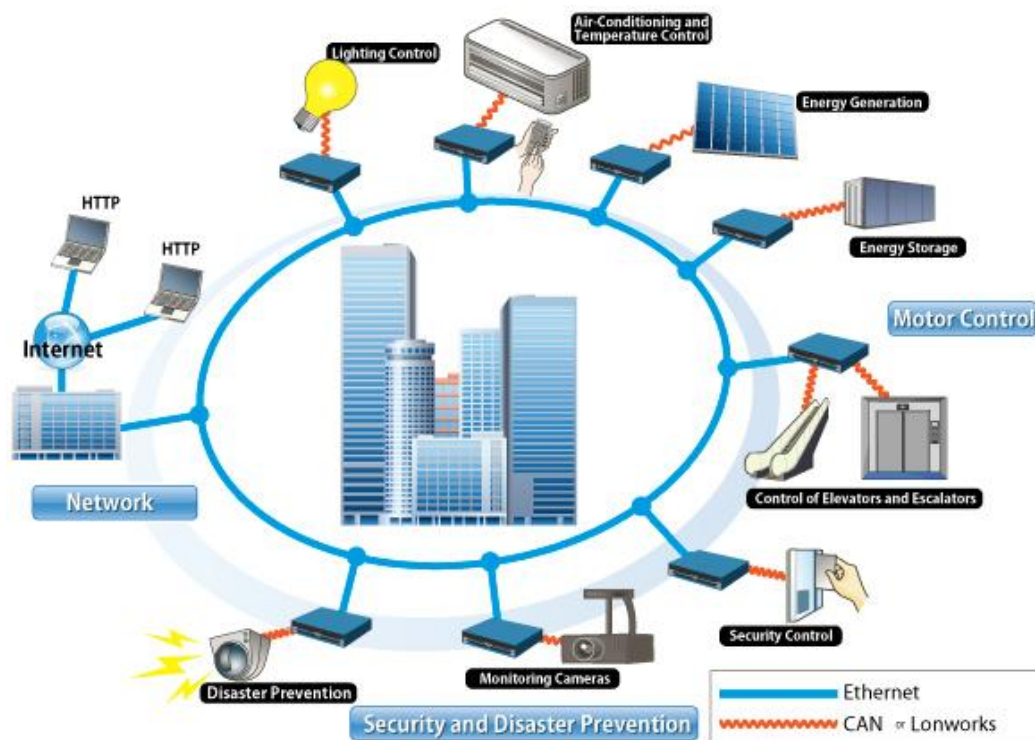 Lighting Control
Air-Conditioning and
Temperature Control
Energy Generation
HTTP
HTTP
Energy Storage
Internet
Motor Control
Network
Control of Elevators and Escalators
Security Control
Disaster Prevention
Monitoring Cameras
Security and Disaster Prevention
Ethernet
CAN or Lonworks